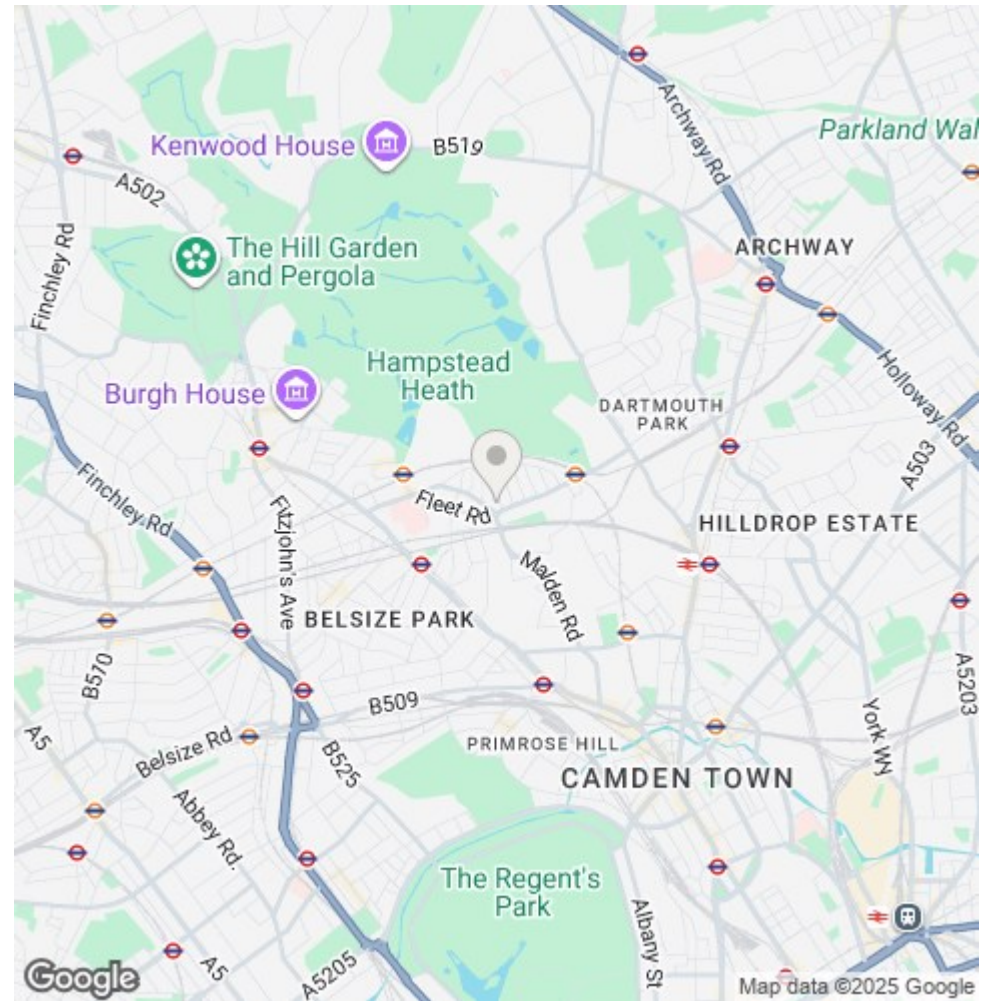 Kenwood House
B519
Archway Rd
Parkland Wal
A502
The Hill Garden
and Pergola
ARCHWAY
Finchley Rd
Hampstead
Heath
Burgh House
DARTMOUTH
PARK
Holloway Rd
A503
Finchley Rd
Fitzjohn's Ave
Fleet Rd
HILLDROP ESTATE
Malden Rd
BELSIZE PARK
B570
A5203
B509
York Wy
A5
Belsize Rd
B525
PRIMROSE HILL
CAMDEN TOWN
Abbey Rd.
The Regent's
Park
Albany St
A5
A5205
Google
Map data ©2025 Google